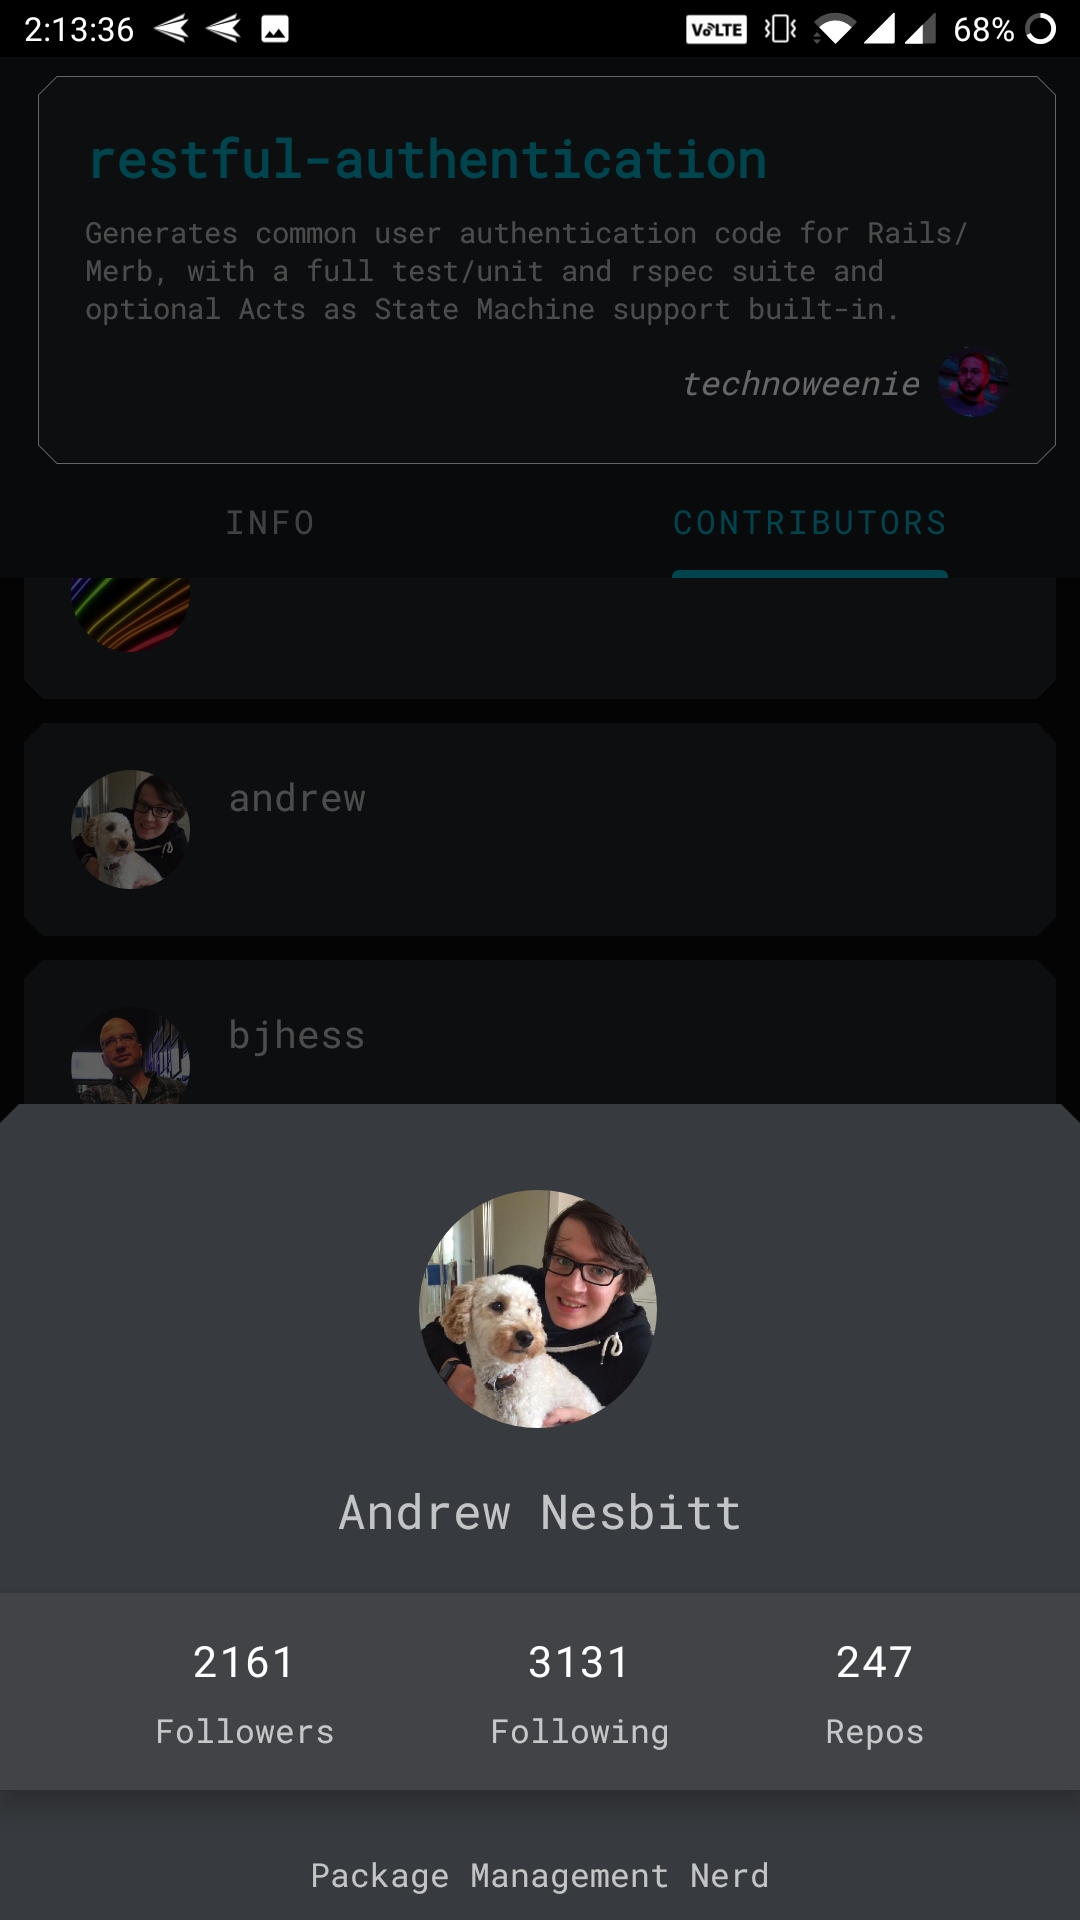 2:13:36 VoLTE 68%
restful-authentication
Generates common user authentication code for Rails/
Merb, with a full test/unit and rspec suite and
optional Acts as State Machine support built-in.
technoweenie
INFO CONTRIBUTORS
andrew
bjhess
Andrew Nesbitt
2161 3131 247
Followers Following Repos
Package Management Nerd